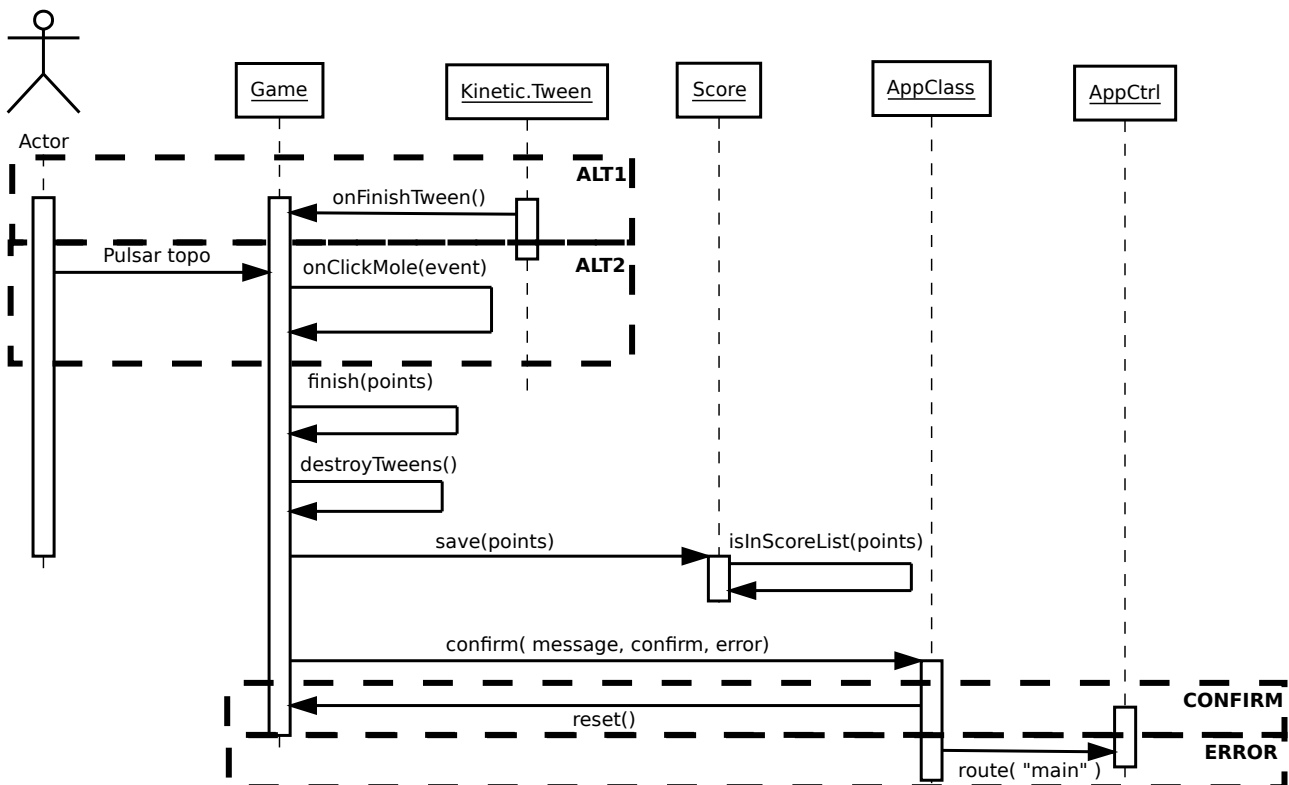 Game
Kinetic.Tween
Score
AppClass
AppCtrl
Actor
ALT1
onFinishTween()
Pulsar topo
ALT2
onClickMole(event)
finish(points)
destroyTweens()
save(points)
isInScoreList(points)
confirm( message, confirm, error)
CONFIRM
reset()
ERROR
route( "main" )